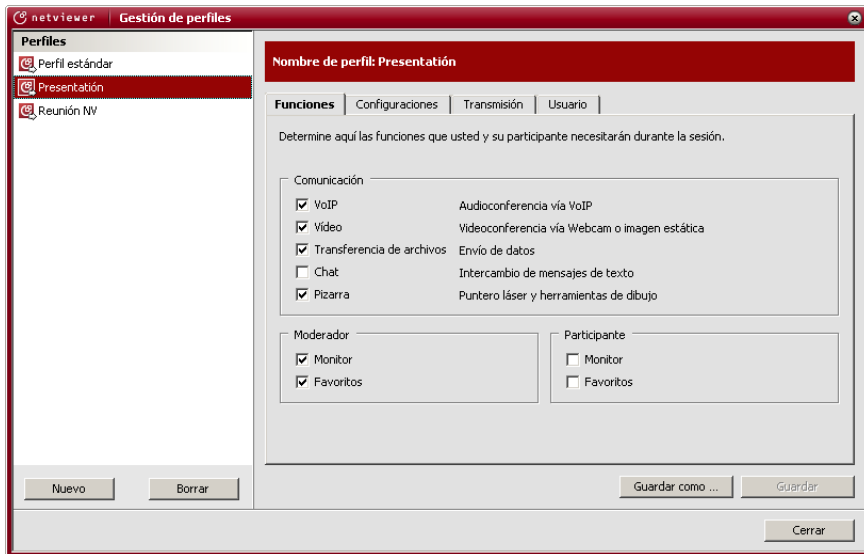 netviewer Gestión de perfiles
Perfiles
Perfil estándar
Presentatión
Reunión NV
Nombre de perfil: Presentatión
Funciones Configuraciones Transmisión Usuario
Determine aquí las funciones que usted y su participante necesitarán durante la sesión.
Comunicación
VoIP Audioconferencia vía VoIP
Vídeo Videoconferencia vía Webcam o imagen estática
Transferencia de archivos Envío de datos
Chat Intercambio de mensajes de texto
Pizarra Puntero láser y herramientas de dibujo
Moderador Participante
Monitor Monitor
Favoritos Favoritos
Nuevo Borrar Guardar como ... Guardar
Cerrar